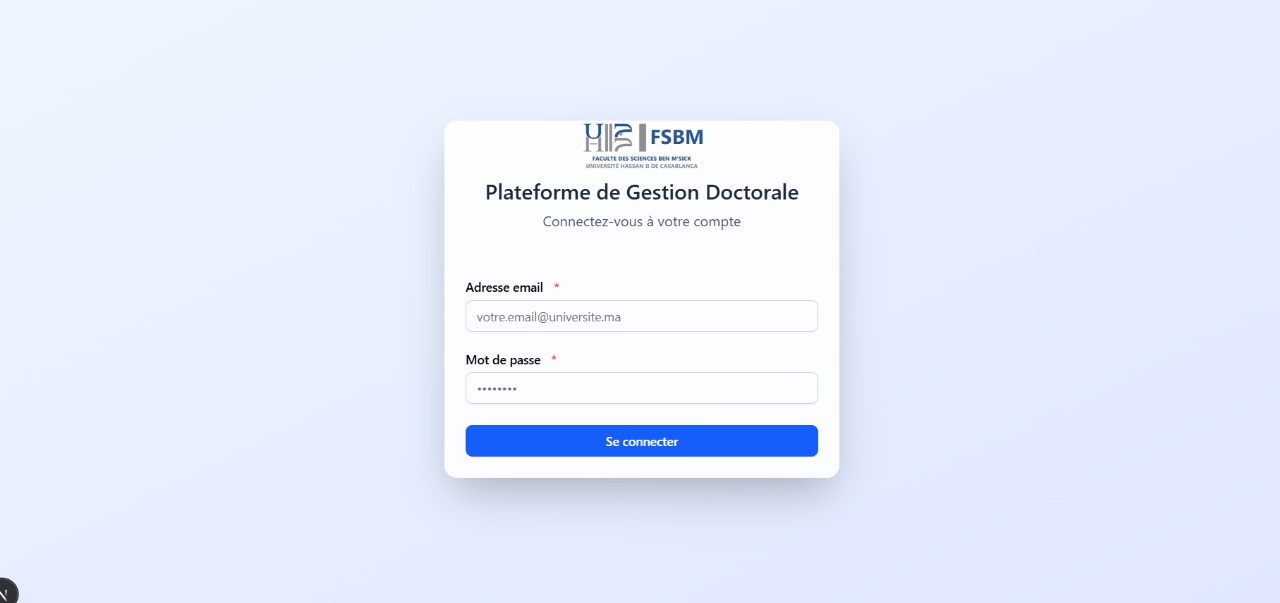 UH2C FSBM
FACULTE DES SCIENCES BEN M'SICK
UNIVERSITÉ HASSAN II DE CASABLANCA
Plateforme de Gestion Doctorale
Connectez-vous à votre compte
Adresse email *
votre.email@universite.ma
Mot de passe *
••••••••
Se connecter
N